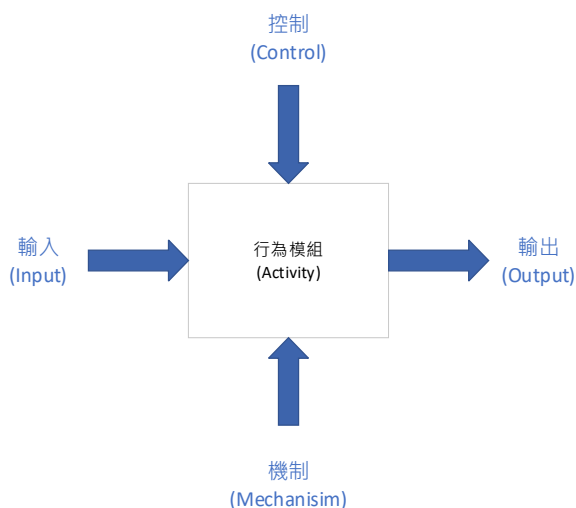 控制
(Control)
輸入
(Input)
行為模組
(Activity)
輸出
(Output)
機制
(Mechanisim)